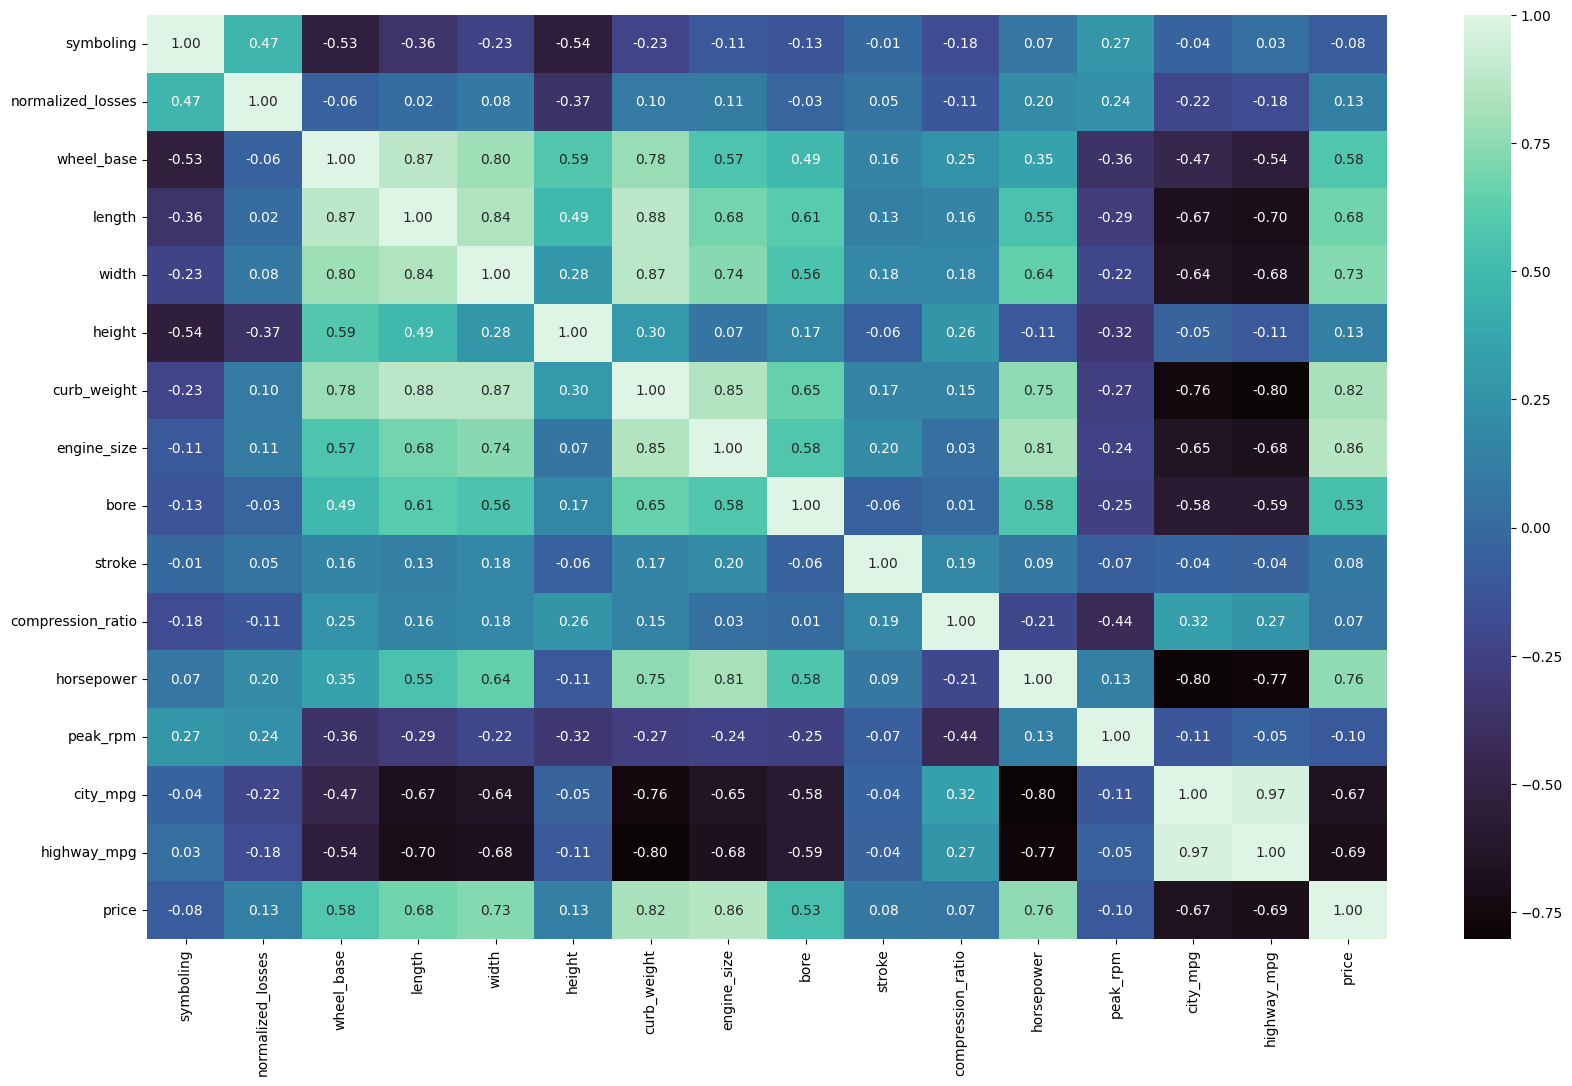 symboling 1.00 0.47 -0.53 -0.36 -0.23 -0.54 -0.23 -0.11 -0.13 -0.01 -0.18 0.07 0.27 -0.04 0.03 -0.08
normalized_losses 0.47 1.00 -0.06 0.02 0.08 -0.37 0.10 0.11 -0.03 0.05 -0.11 0.20 0.24 -0.22 -0.18 0.13
wheel_base -0.53 -0.06 1.00 0.87 0.80 0.59 0.78 0.57 0.49 0.16 0.25 0.35 -0.36 -0.47 -0.54 0.58
length -0.36 0.02 0.87 1.00 0.84 0.49 0.88 0.68 0.61 0.13 0.16 0.55 -0.29 -0.67 -0.70 0.68
width -0.23 0.08 0.80 0.84 1.00 0.28 0.87 0.74 0.56 0.18 0.18 0.64 -0.22 -0.64 -0.68 0.73
height -0.54 -0.37 0.59 0.49 0.28 1.00 0.30 0.07 0.17 -0.06 0.26 -0.11 -0.32 -0.05 -0.11 0.13
curb_weight -0.23 0.10 0.78 0.88 0.87 0.30 1.00 0.85 0.65 0.17 0.15 0.75 -0.27 -0.76 -0.80 0.82
engine_size -0.11 0.11 0.57 0.68 0.74 0.07 0.85 1.00 0.58 0.20 0.03 0.81 -0.24 -0.65 -0.68 0.86
bore -0.13 -0.03 0.49 0.61 0.56 0.17 0.65 0.58 1.00 -0.06 0.01 0.58 -0.25 -0.58 -0.59 0.53
stroke -0.01 0.05 0.16 0.13 0.18 -0.06 0.17 0.20 -0.06 1.00 0.19 0.09 -0.07 -0.04 -0.04 0.08
compression_ratio -0.18 -0.11 0.25 0.16 0.18 0.26 0.15 0.03 0.01 0.19 1.00 -0.21 -0.44 0.32 0.27 0.07
horsepower 0.07 0.20 0.35 0.55 0.64 -0.11 0.75 0.81 0.58 0.09 -0.21 1.00 0.13 -0.80 -0.77 0.76
peak_rpm 0.27 0.24 -0.36 -0.29 -0.22 -0.32 -0.27 -0.24 -0.25 -0.07 -0.44 0.13 1.00 -0.11 -0.05 -0.10
city_mpg -0.04 -0.22 -0.47 -0.67 -0.64 -0.05 -0.76 -0.65 -0.58 -0.04 0.32 -0.80 -0.11 1.00 0.97 -0.67
highway_mpg 0.03 -0.18 -0.54 -0.70 -0.68 -0.11 -0.80 -0.68 -0.59 -0.04 0.27 -0.77 -0.05 0.97 1.00 -0.69
price -0.08 0.13 0.58 0.68 0.73 0.13 0.82 0.86 0.53 0.08 0.07 0.76 -0.10 -0.67 -0.69 1.00
symboling
normalized_losses
wheel_base
length
width
height
curb_weight
engine_size
bore
stroke
compression_ratio
horsepower
peak_rpm
city_mpg
highway_mpg
price
1.00
0.75
0.50
0.25
0.00
−0.25
−0.50
−0.75